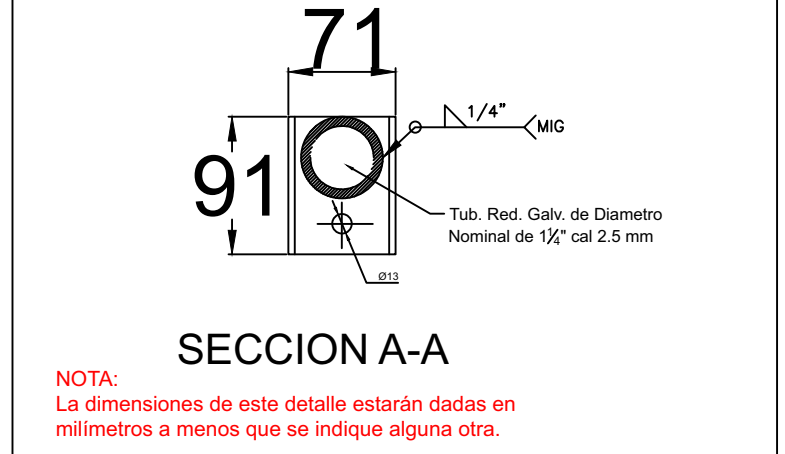 71
1/4"
MIG
91
Tub. Red. Galv. de Diametro
Nominal de 1¼" cal 2.5 mm
Ø13
SECCION A-A
NOTA:
La dimensiones de este detalle estarán dadas en
milímetros a menos que se indique alguna otra.